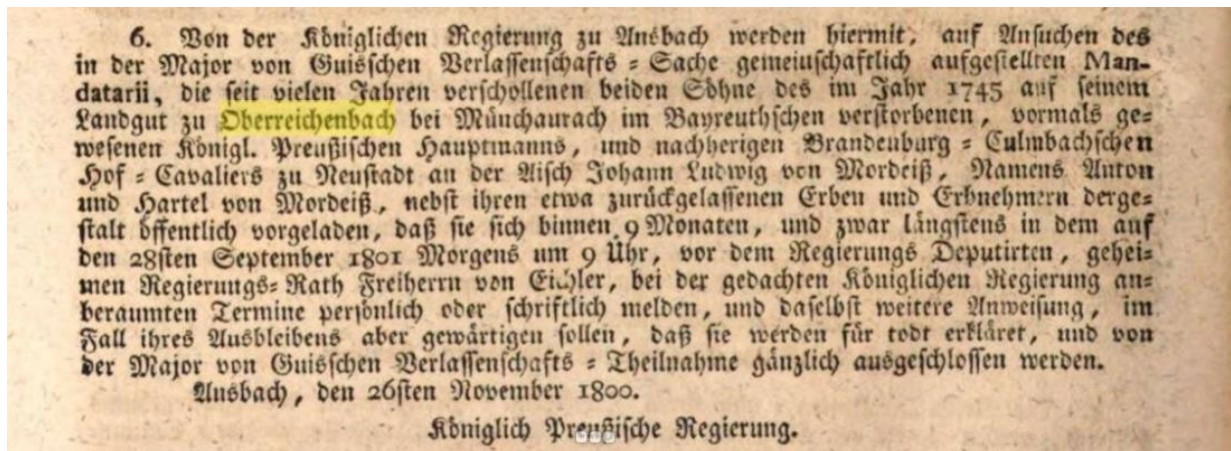 6. Von der Königlichen Regierung zu Ansbach werden hiermit, auf Ansuchen des
in der Major von Guisschen Verlassenschafts = Sache gemeinschaftlich aufgestellten Man-
datarii, die seit vielen Jahren verschollenen beiden Söhne des im Jahr 1745 auf seinem
Landgut zu Oberreichenbach bei Münchaurach im Bayreuthschen verstorbenen, vormals ge=
wesenen Königl. Preußischen Hauptmanns, und nachherigen Brandenburg = Culmbachschen
Hof = Cavaliers zu Neustadt an der Aisch Johann Ludwig von Mordeiß, Namens Anton
und Hartel von Mordeiß, nebst ihren etwa zurückgelassenen Erben und Erbnehmern derge=
stalt öffentlich vorgeladen, daß sie sich binnen 9 Monaten, und zwar längstens in dem auf
den 28sten September 1801 Morgens um 9 Uhr, vor dem Regierungs Deputirten, gehei=
men Regierungs= Rath Freiherrn von Eichler, bei der gedachten Königlichen Regierung an=
beraumten Termine persönlich oder schriftlich melden, und daselbst weitere Anweisung, im
Fall ihres Ausbleibens aber gewärtigen sollen, daß sie werden für todt erkläret, und von
der Major von Guisschen Verlassenschafts = Theilnahme gänzlich ausgeschlossen werden.
Ansbach, den 26sten November 1800.
Königlich Preußische Regierung.